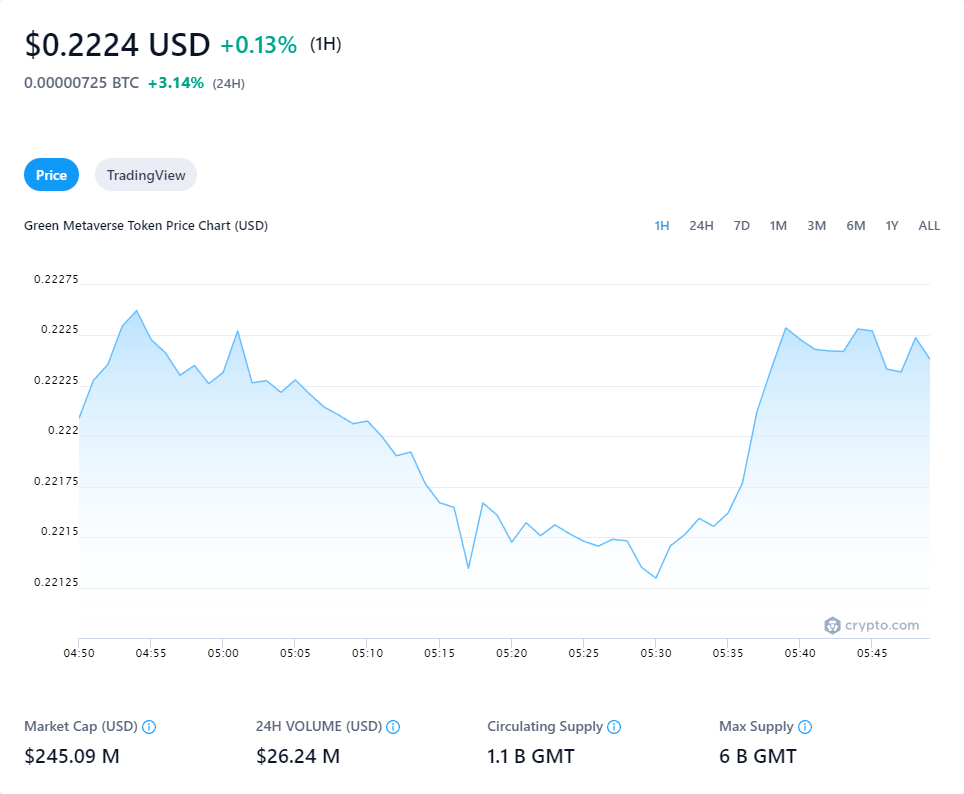 $0.2224 USD +0.13% (1H)
0.00000725 BTC +3.14% (24H)
Price TradingView
Green Metaverse Token Price Chart (USD) 1H 24H 7D 1M 3M 6M 1Y ALL
0.22275
0.2225
0.22225
0.222
0.22175
0.2215
0.22125
crypto.com
04:50 04:55 05:00 05:05 05:10 05:15 05:20 05:25 05:30 05:35 05:40 05:45
Market Cap (USD) 24H VOLUME (USD) Circulating Supply Max Supply
$245.09 M $26.24 M 1.1 B GMT 6 B GMT